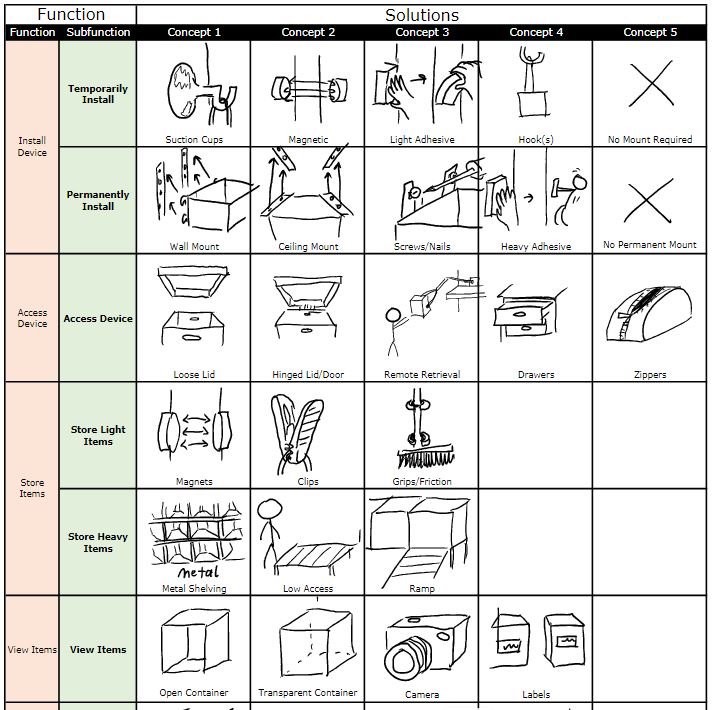 Function Solutions
Function Subfunction Concept 1 Concept 2 Concept 3 Concept 4 Concept 5
Install
Device
Temporarily
Install
Suction Cups Magnetic Light Adhesive Hook(s) No Mount Required
Permanently
Install
Wall Mount Ceiling Mount Screws/Nails Heavy Adhesive No Permanent Mount
Access
Device
Access Device
Loose Lid Hinged Lid/Door Remote Retrieval Drawers Zippers
Store
Items
Store Light
Items
Magnets Clips Grips/Friction
Store Heavy
Items
metal
Metal Shelving Low Access Ramp
View Items View Items
Open Container Transparent Container Camera Labels